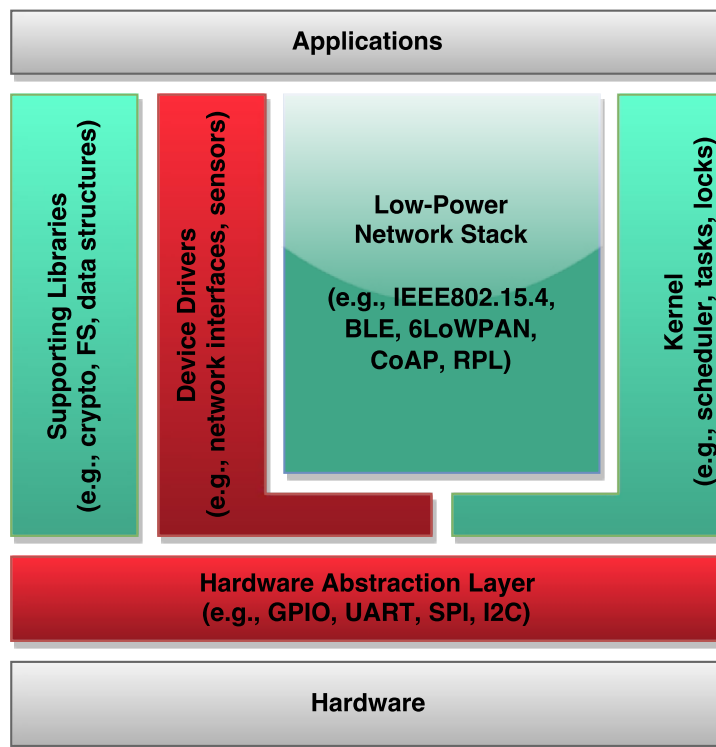 Applications
Supporting Libraries
(e.g., crypto, FS, data structures)
Device Drivers
(e.g., network interfaces, sensors)
Low-Power
Network Stack
(e.g., IEEE802.15.4,
BLE, 6LoWPAN,
CoAP, RPL)
Kernel
(e.g., scheduler, tasks, locks)
Hardware Abstraction Layer
(e.g., GPIO, UART, SPI, I2C)
Hardware